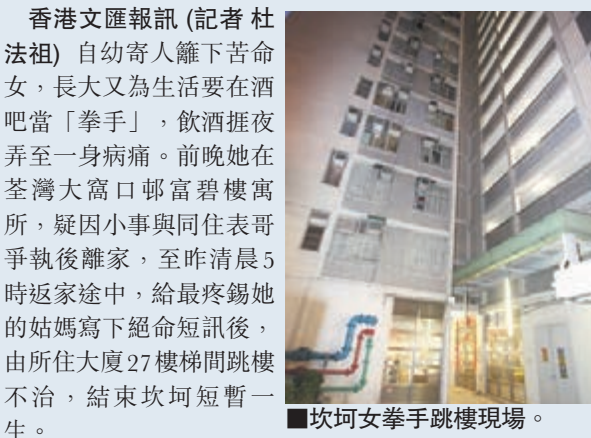 香港文匯報訊 (記者 杜
法祖) 自幼寄人籬下苦命
女，長大又為生活要在酒
吧當「拳手」，飲酒捱夜
弄至一身病痛。前晚她在
荃灣大窩口邨富碧樓寓
所，疑因小事與同住表哥
爭執後離家，至昨清晨5
時返家途中，給最疼錫她
的姑媽寫下絕命短訊後，
由所住大廈27樓梯間跳樓
不治，結束坎坷短暫一
生。
■坎坷女拳手跳樓現場。